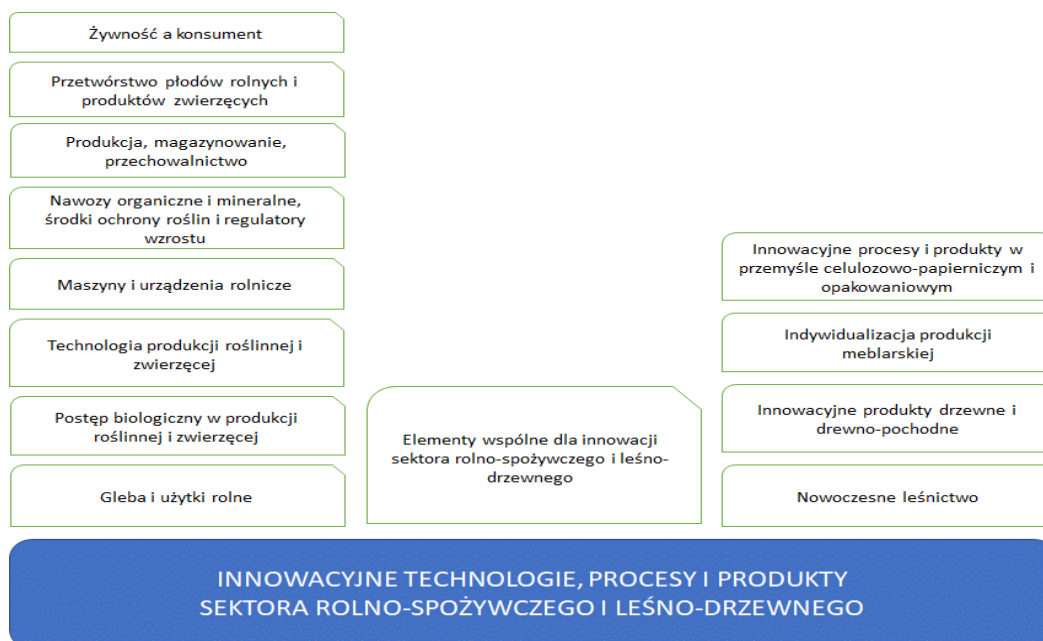 Żywność a konsument
Przetwórstwo płodów rolnych i
produktów zwierzęcych
Produkcja, magazynowanie,
przechowalnictwo
Nawozy organiczne i mineralne,
środki ochrony roślin i regulatory
wzrostu
Maszyny i urządzenia rolnicze
Technologia produkcji roślinnej i
zwierzęcej
Postęp biologiczny w produkcji
roślinnej i zwierzęcej
Gleba i użytki rolne
Elementy wspólne dla innowacji
sektora rolno-spożywczego i leśno-
drzewnego
Innowacyjne procesy i produkty w
przemyśle celulozowo-papierniczym i
opakowaniowym
Indywidualizacja produkcji
meblarskiej
Innowacyjne produkty drzewne i
drewno-pochodne
Nowoczesne leśnictwo
INNOWACYJNE TECHNOLOGIE, PROCESY I PRODUKTY
SEKTORA ROLNO-SPOŻYWCZEGO I LEŚNO-DRZEWNEGO